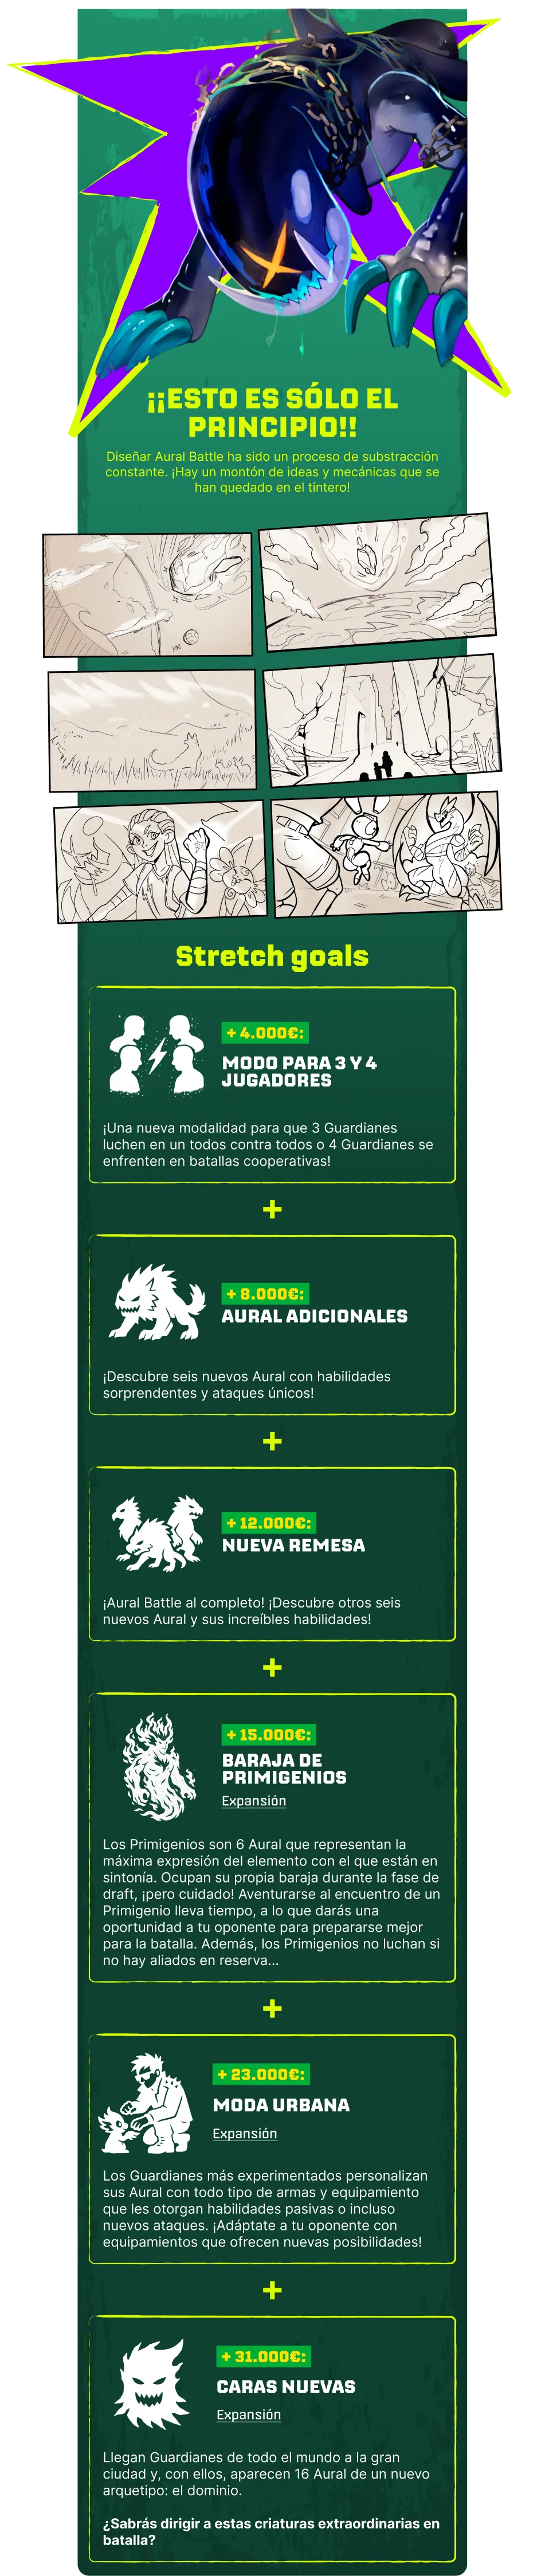 ¡¡ESTO ES SÓLO EL
PRINCIPIO!!
Diseñar Aural Battle ha sido un proceso de substracción
constante. ¡Hay un montón de ideas y mecánicas que se
han quedado en el tintero!
Stretch goals
+ 4.000€:
MODO PARA 3 Y 4
JUGADORES
¡Una nueva modalidad para que 3 Guardianes
luchen en un todos contra todos o 4 Guardianes se
enfrenten en batallas cooperativas!
+
+ 8.000€:
AURAL ADICIONALES
¡Descubre seis nuevos Aural con habilidades
sorprendentes y ataques únicos!
+
+ 12.000€:
NUEVA REMESA
¡Aural Battle al completo! ¡Descubre otros seis
nuevos Aural y sus increíbles habilidades!
+
+ 15.000€:
BARAJA DE
PRIMIGENIOS
Expansión
Los Primigenios son 6 Aural que representan la
máxima expresión del elemento con el que están en
sintonía. Ocupan su propia baraja durante la fase de
draft, ¡pero cuidado! Aventurarse al encuentro de un
Primigenio lleva tiempo, a lo que darás una
oportunidad a tu oponente para prepararse mejor
para la batalla. Además, los Primigenios no luchan si
no hay aliados en reserva...
+
+ 23.000€:
MODA URBANA
Expansión
Los Guardianes más experimentados personalizan
sus Aural con todo tipo de armas y equipamiento
que les otorgan habilidades pasivas o incluso
nuevos ataques. ¡Adáptate a tu oponente con
equipamientos que ofrecen nuevas posibilidades!
+
+ 31.000€:
CARAS NUEVAS
Expansión
Llegan Guardianes de todo el mundo a la gran
ciudad y, con ellos, aparecen 16 Aural de un nuevo
arquetipo: el dominio.
¿Sabrás dirigir a estas criaturas extraordinarias en
batalla?